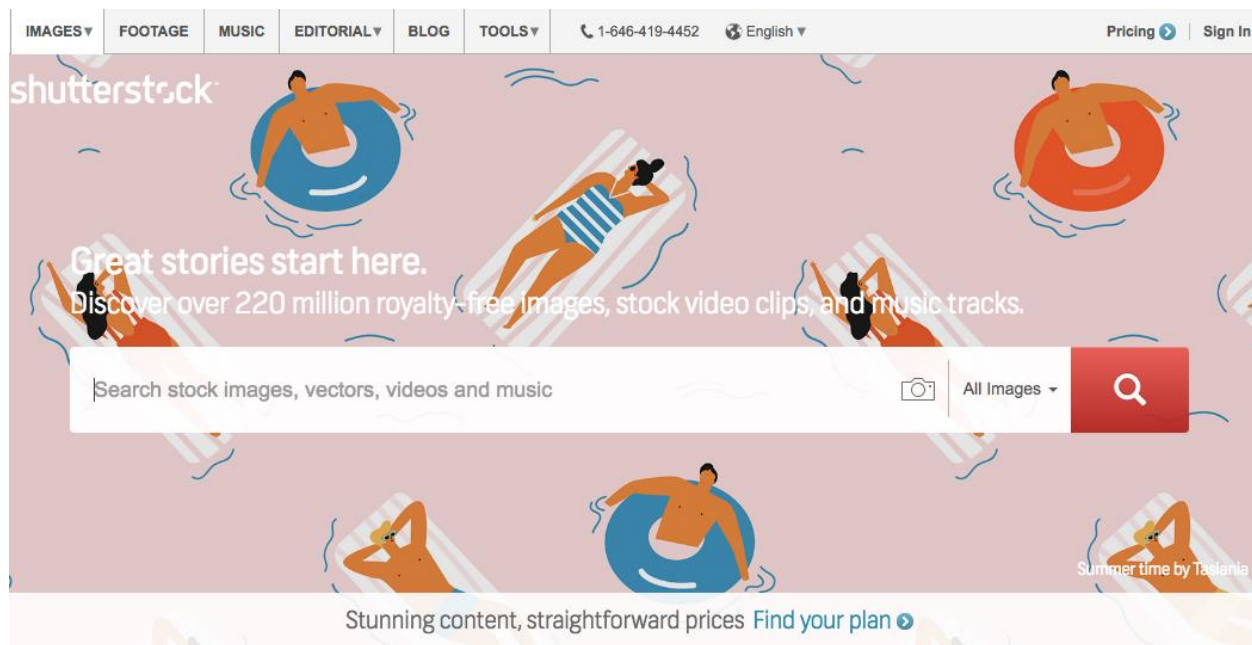 IMAGES▼ FOOTAGE MUSIC EDITORIAL▼ BLOG TOOLS▼ 1-646-419-4452 English ▼ Pricing Sign In
shutterstock
Great stories start here.
Discover over 220 million royalty-free images, stock video clips, and music tracks.
Search stock images, vectors, videos and music All Images
Summer time by Tasiania
Stunning content, straightforward prices Find your plan